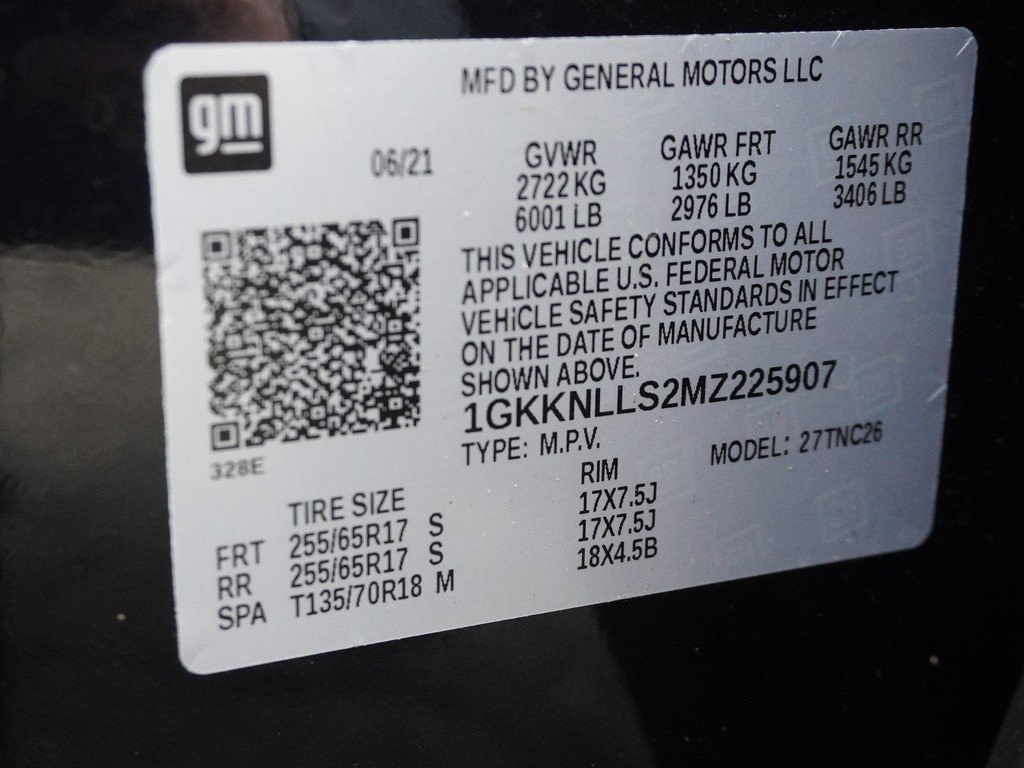 gm
MFD BY GENERAL MOTORS LLC
06/21
GVWR GAWR FRT GAWR RR
2722 KG 1350 KG 1545 KG
6001 LB 2976 LB 3406 LB
THIS VEHICLE CONFORMS TO ALL
APPLICABLE U.S. FEDERAL MOTOR
VEHiCLE SAFETY STANDARDS IN EFFECT
ON THE DATE OF MANUFACTURE
SHOWN ABOVE.
1GKKNLLS2MZ225907
TYPE: M.P.V. MODEL: 27TNC26
328E
TIRE SIZE RIM
FRT 255/65R17 S 17X7.5J
RR 255/65R17 S 17X7.5J
SPA T135/70R18 M 18X4.5B